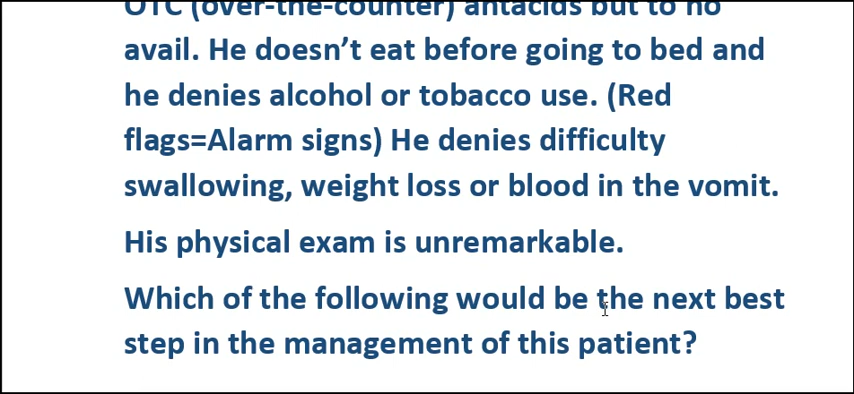 OTC (over-the-counter) antacids but to no
avail. He doesn’t eat before going to bed and
he denies alcohol or tobacco use. (Red
flags=Alarm signs) He denies difficulty
swallowing, weight loss or blood in the vomit.
His physical exam is unremarkable.
Which of the following would be the next best
step in the management of this patient?